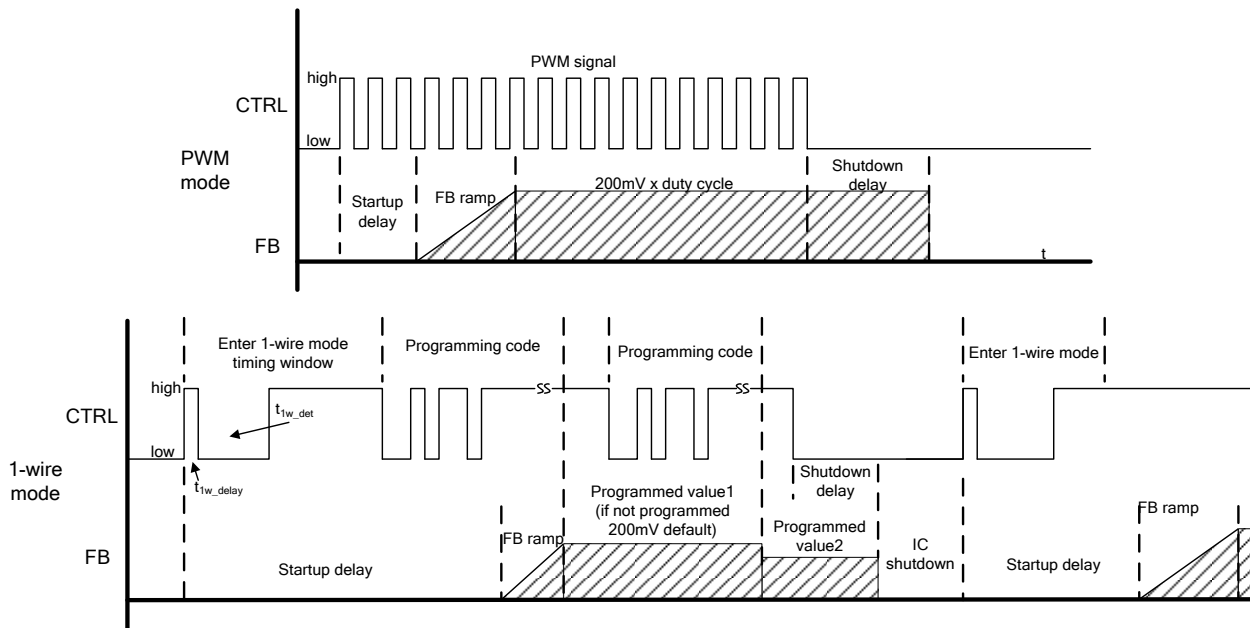 PWM signal
high
CTRL
low
PWM
mode
Startup
delay
FB ramp
200mV x duty cycle
Shutdown
delay
FB
t
Enter 1-wire mode
timing window
Programming code
Programming code
Enter 1-wire mode
high
CTRL
t1w_det
low
1-wire
mode
t1w_delay
Shutdown
delay
Programmed value1
(if not programmed
200mV default)
FB ramp
Programmed
value2
FB ramp
FB
Startup delay
IC
shutdown
Startup delay